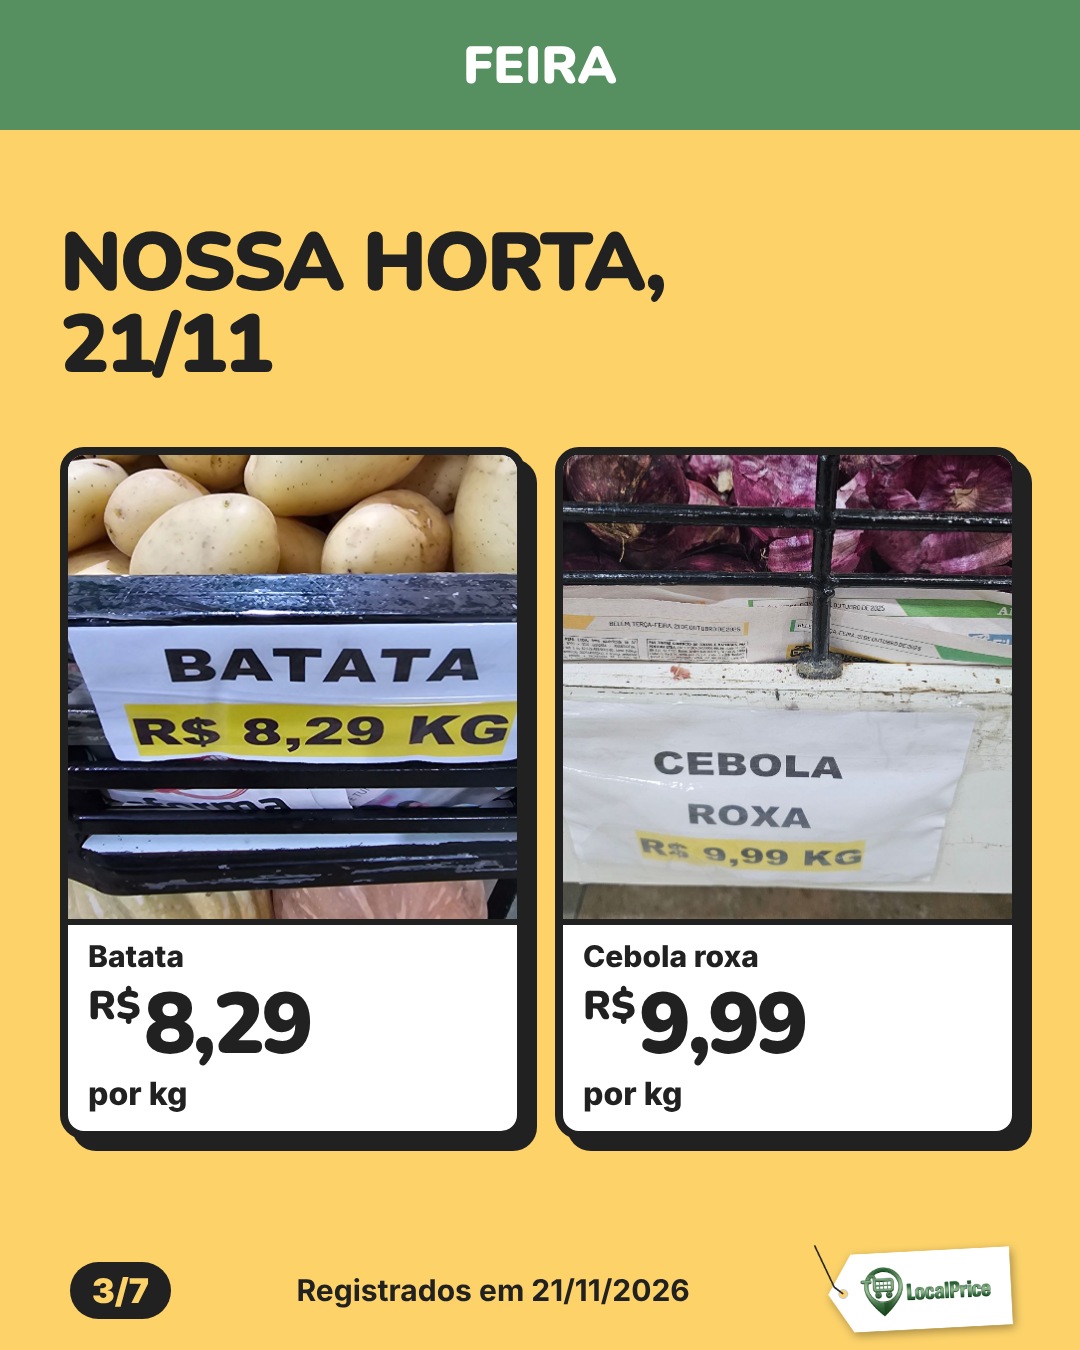 FEIRA
NOSSA HORTA,
21/11
BATATA
R$ 8,29 KG
CEBOLA
ROXA
R$ 9,99 KG
Batata
R$8,29
por kg
Cebola roxa
R$9,99
por kg
3/7
Registrados em 21/11/2026
LocalPrice